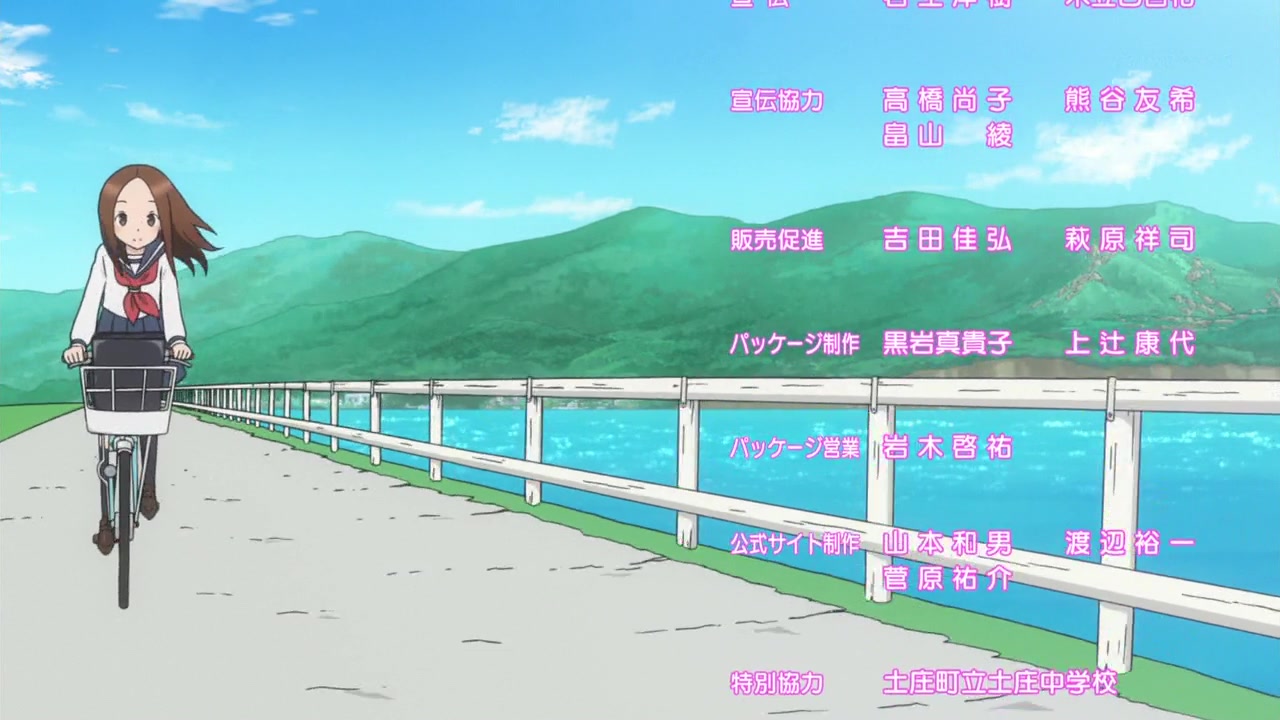 宣伝協力 高橋尚子 熊谷友希
畠山 綾
販売促進 吉田佳弘 萩原祥司
パッケージ制作 黒岩真貴子 上辻康代
パッケージ営業 岩木啓祐
公式サイト制作 山本和男 渡辺裕一
菅原祐介
特別協力 土庄町立土庄中学校